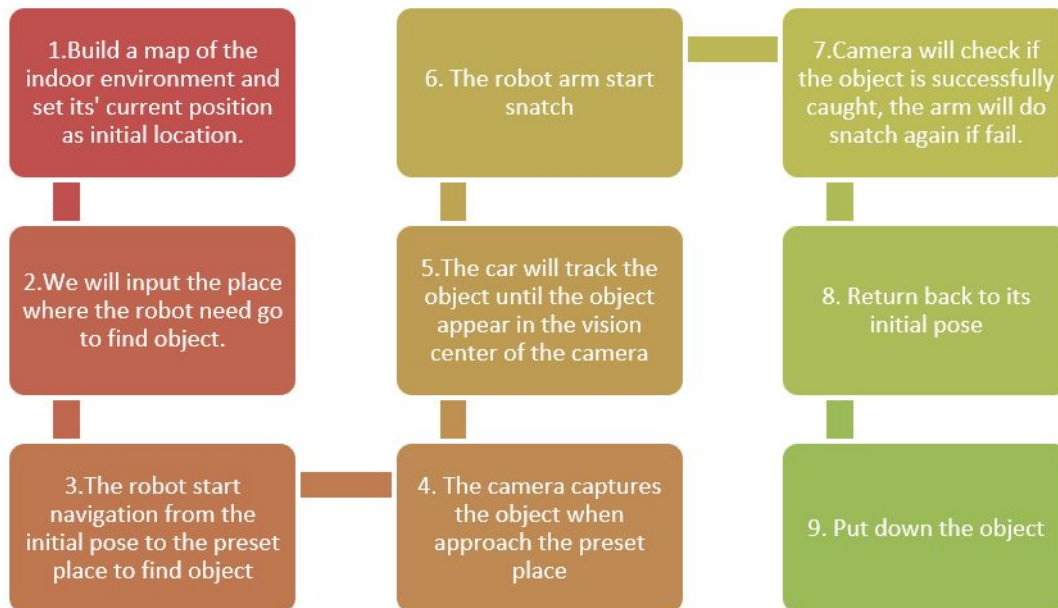 1.Build a map of the
indoor environment and
set its' current position
as initial location.
2.We will input the place
where the robot need go
to find object.
3.The robot start
navigation from the
initial pose to the preset
place to find object
4. The camera captures
the object when
approach the preset
place
5.The car will track the
object until the object
appear in the vision
center of the camera
6. The robot arm start
snatch
7.Camera will check if
the object is successfully
caught, the arm will do
snatch again if fail.
8. Return back to its
initial pose
9. Put down the object